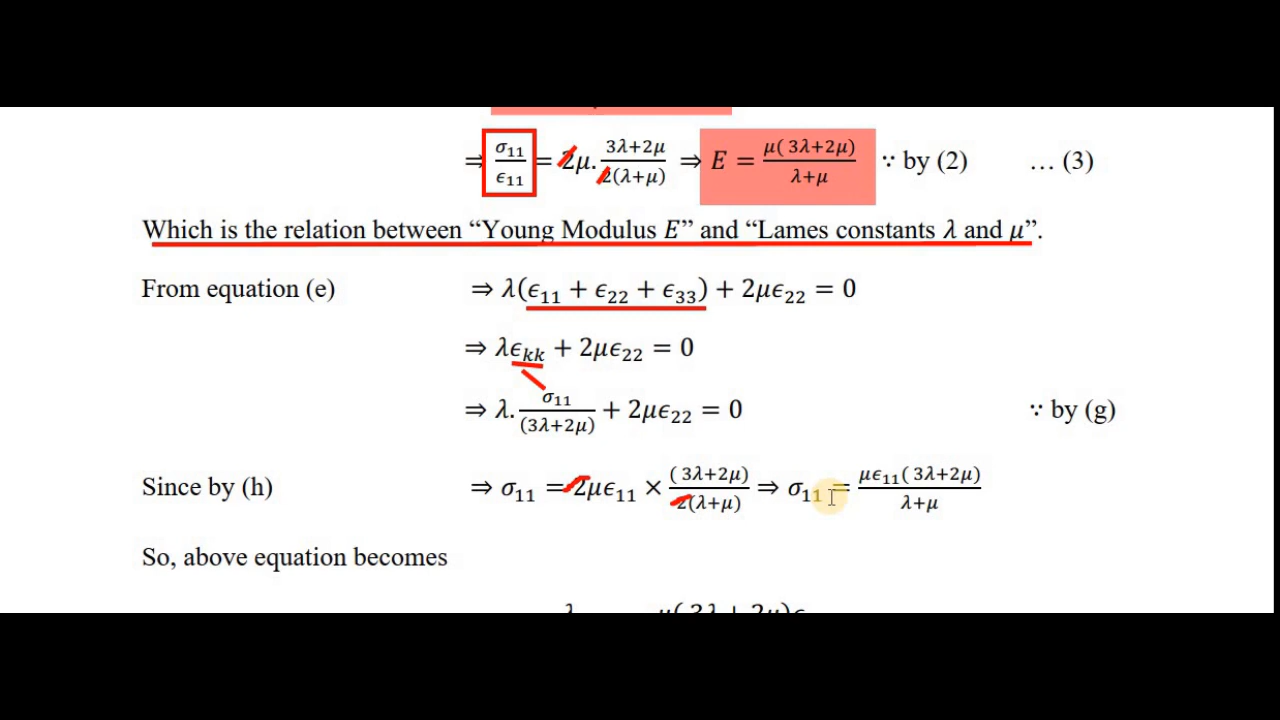 ⇒ σ₁₁/ϵ₁₁ = 2μ. (3λ+2μ)/(2(λ+μ)) ⇒ E = μ( 3λ+2μ)/(λ+μ) ∵ by (2) … (3)
Which is the relation between “Young Modulus E” and “Lames constants λ and μ”.
From equation (e) ⇒ λ(ϵ₁₁ + ϵ₂₂ + ϵ₃₃) + 2μϵ₂₂ = 0
⇒ λϵₖₖ + 2μϵ₂₂ = 0
⇒ λ. σ₁₁/(3λ+2μ) + 2μϵ₂₂ = 0 ∵ by (g)
Since by (h) ⇒ σ₁₁ = 2μϵ₁₁ × ( 3λ+2μ)/(2(λ+μ)) ⇒ σ₁₁ = μϵ₁₁( 3λ+2μ)/(λ+μ)
So, above equation becomes